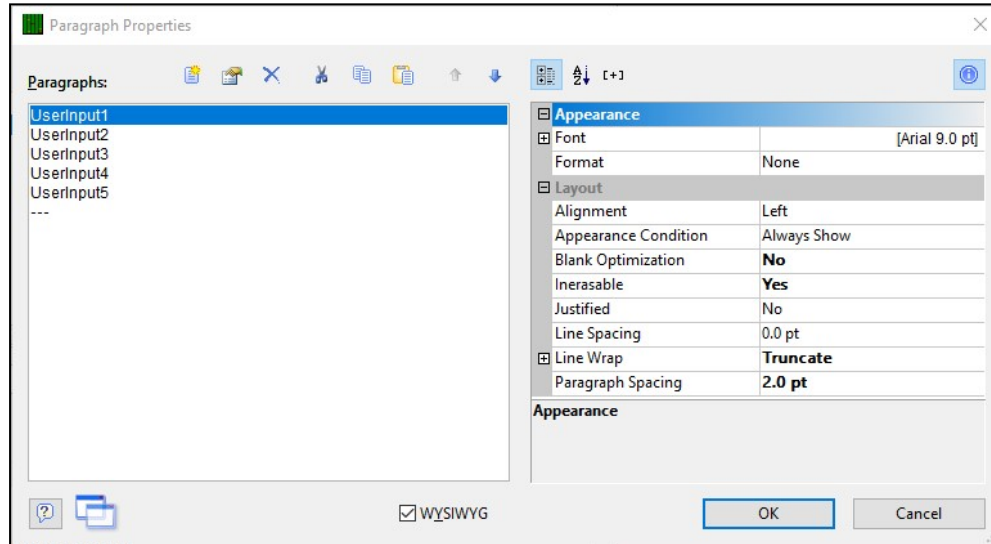 Paragraph Properties
Paragraphs:
UserInput1
UserInput2
UserInput3
UserInput4
UserInput5
---
Appearance
Font [Arial 9.0 pt]
Format None
Layout
Alignment Left
Appearance Condition Always Show
Blank Optimization No
Inerasable Yes
Justified No
Line Spacing 0.0 pt
Line Wrap Truncate
Paragraph Spacing 2.0 pt
Appearance
WYSIWYG
OK
Cancel